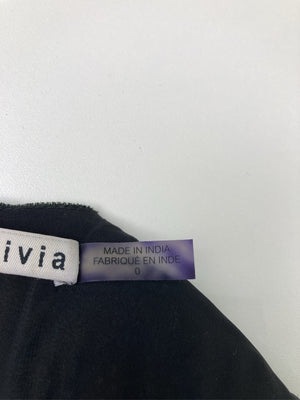 ivia
MADE IN INDIA
FABRIQUÉ EN INDE
0